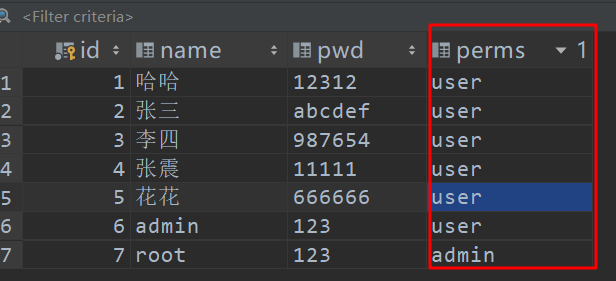 <Filter criteria>
id name pwd perms 1
1 1 哈哈 12312 user
2 2 张三 abcdef user
3 3 李四 987654 user
4 4 张震 11111 user
5 5 花花 666666 user
6 6 admin 123 user
7 7 root 123 admin